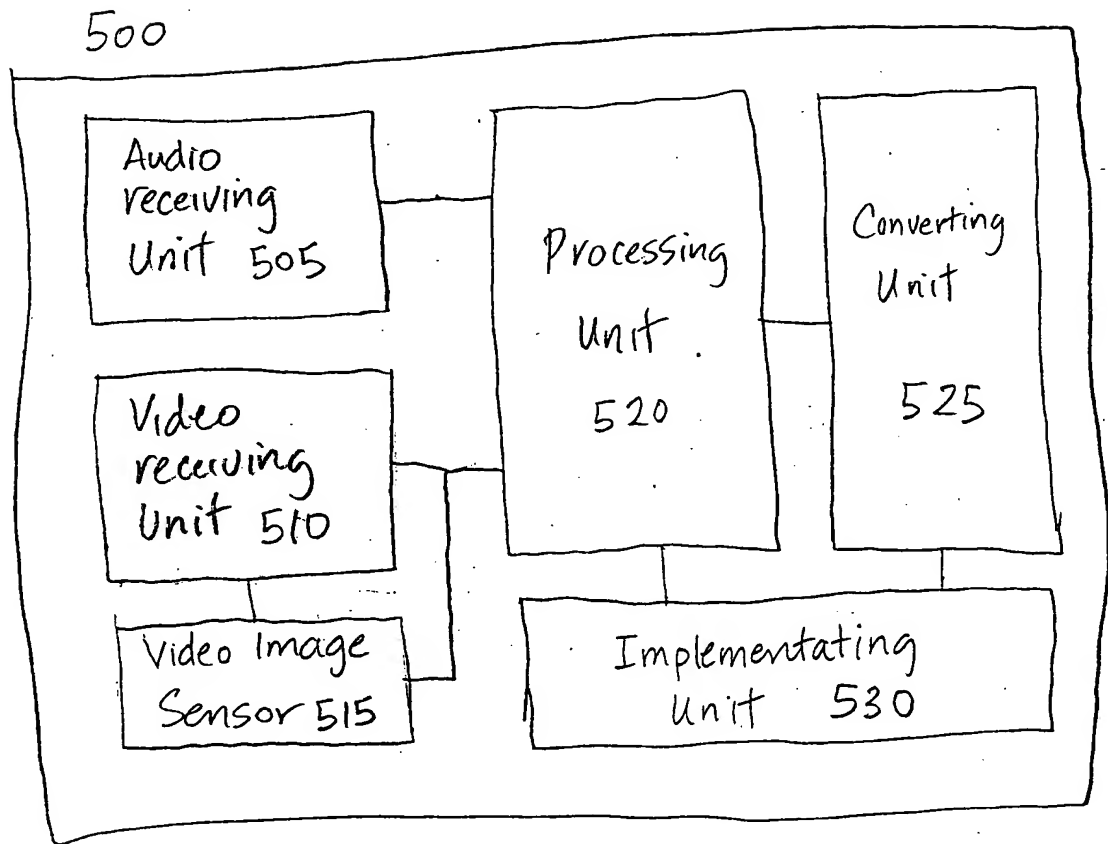 500
Audio
receiving
Unit 505
Processing
Unit
520
Converting
Unit
525
Video
receiving
Unit 510
Video Image
Sensor 515
Implementating
Unit 530